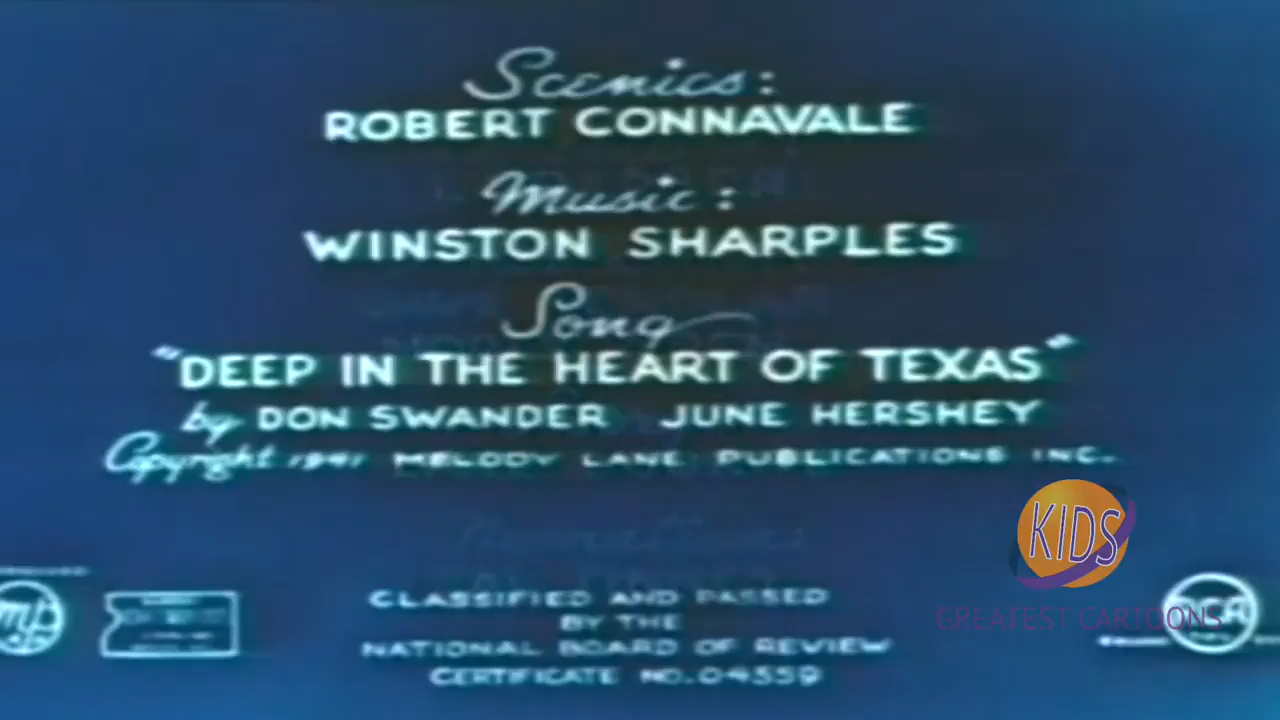 Scenics:
ROBERT CONNAVALE
Music:
WINSTON SHARPLES
Song
"DEEP IN THE HEART OF TEXAS"
by DON SWANDER JUNE HERSHEY
Copyright 1941 MELODY LANE PUBLICATIONS INC.
KIDS
GREATEST CARTOONS
RCA
CLASSIFIED AND PASSED
BY THE
NATIONAL BOARD OF REVIEW
CERTIFICATE NO. 04559